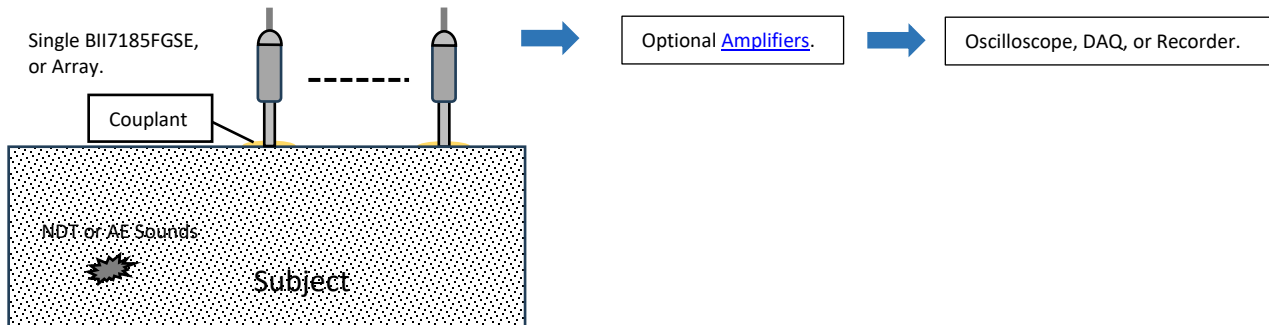 Single BII7185FGSE,
or Array.
Optional Amplifiers.
Oscilloscope, DAQ, or Recorder.
Couplant
NDT or AE Sounds
Subject